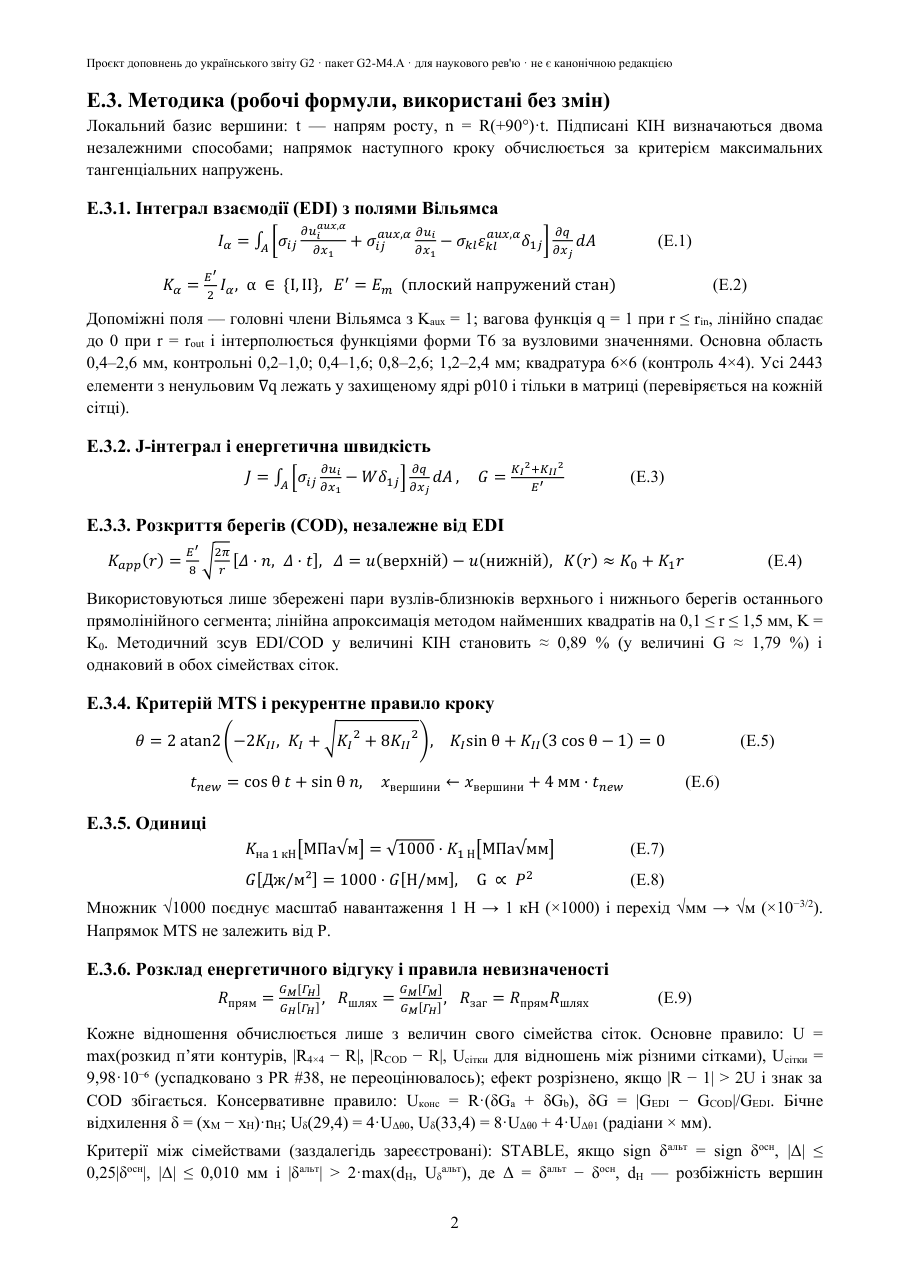 Проєкт доповнень до українського звіту G2 · пакет G2-M4.A · для наукового рев'ю · не є канонічною редакцією
Е.3. Методика (робочі формули, використані без змін)
Локальний базис вершини: t — напрям росту, n = R(+90°)·t. Підписані КІН визначаються двома
незалежними способами; напрямок наступного кроку обчислюється за критерієм максимальних
тангенціальних напружень.
Е.3.1. Інтеграл взаємодії (EDI) з полями Вільямса
I_α = ∫_A [σ_ij ∂u_i^{aux,α}/∂x_1 + σ_ij^{aux,α} ∂u_i/∂x_1 − σ_kl ε_kl^{aux,α} δ_1j] ∂q/∂x_j dA (E.1)
K_α = E′/2 I_α, α ∈ {I, II}, E′ = E_m (плоский напружений стан) (E.2)
Допоміжні поля — головні члени Вільямса з K_aux = 1; вагова функція q = 1 при r ≤ r_in, лінійно спадає
до 0 при r = r_out і інтерполюється функціями форми T6 за вузловими значеннями. Основна область
0,4–2,6 мм, контрольні 0,2–1,0; 0,4–1,6; 0,8–2,6; 1,2–2,4 мм; квадратура 6×6 (контроль 4×4). Усі 2443
елементи з ненульовим ∇q лежать у захищеному ядрі p010 і тільки в матриці (перевіряється на кожній
сітці).
Е.3.2. J-інтеграл і енергетична швидкість
J = ∫_A [σ_ij ∂u_i/∂x_1 − Wδ_1j] ∂q/∂x_j dA , G = (K_I² + K_II²)/E′ (E.3)
Е.3.3. Розкриття берегів (COD), незалежне від EDI
K_app(r) = E′/8 √(2π/r) [Δ · n, Δ · t], Δ = u(верхній) − u(нижній), K(r) ≈ K_0 + K_1 r (E.4)
Використовуються лише збережені пари вузлів-близнюків верхнього і нижнього берегів останнього
прямолінійного сегмента; лінійна апроксимація методом найменших квадратів на 0,1 ≤ r ≤ 1,5 мм, K =
K_0. Методичний зсув EDI/COD у величині КІН становить ≈ 0,89 % (у величині G ≈ 1,79 %) і
однаковий в обох сімействах сіток.
Е.3.4. Критерій MTS і рекурентне правило кроку
θ = 2 atan2(−2K_II, K_I + √(K_I² + 8K_II²)), K_I sin θ + K_II(3 cos θ − 1) = 0 (E.5)
t_new = cos θ t + sin θ n, x_вершини ← x_вершини + 4 мм · t_new (E.6)
Е.3.5. Одиниці
K_на 1 кН[МПа√м] = √1000 · K_1 Н[МПа√мм] (E.7)
G[Дж/м²] = 1000 · G[Н/мм], G ∝ P² (E.8)
Множник √1000 поєднує масштаб навантаження 1 Н → 1 кН (×1000) і перехід √мм → √м (×10⁻³ᐟ²).
Напрямок MTS не залежить від P.
Е.3.6. Розклад енергетичного відгуку і правила невизначеності
R_прям = G_M[Γ_H]/G_H[Γ_H], R_шлях = G_M[Γ_M]/G_M[Γ_H], R_заг = R_прям R_шлях (E.9)
Кожне відношення обчислюється лише з величин свого сімейства сіток. Основне правило: U =
max(розкид п’яти контурів, |R_4×4 − R|, |R_COD − R|, U_сітки для відношень між різними сітками), U_сітки =
9,98·10⁻⁶ (успадковано з PR #38, не переоцінювалось); ефект розрізнено, якщо |R − 1| > 2U і знак за
COD збігається. Консервативне правило: U_конс = R·(δG_a + δG_b), δG = |G_EDI − G_COD|/G_EDI. Бічне
відхилення δ = (x_M − x_H)·n_H; U_δ(29,4) = 4·U_Δθ0, U_δ(33,4) = 8·U_Δθ0 + 4·U_Δθ1 (радіани × мм).
Критерії між сімействами (заздалегідь зареєстровані): STABLE, якщо sign δ^альт = sign δ^осн, |Δ| ≤
0,25|δ^осн|, |Δ| ≤ 0,010 мм і |δ^альт| > 2·max(d_H, U_δ^альт), де Δ = δ^альт − δ^осн, d_H — розбіжність вершин
2